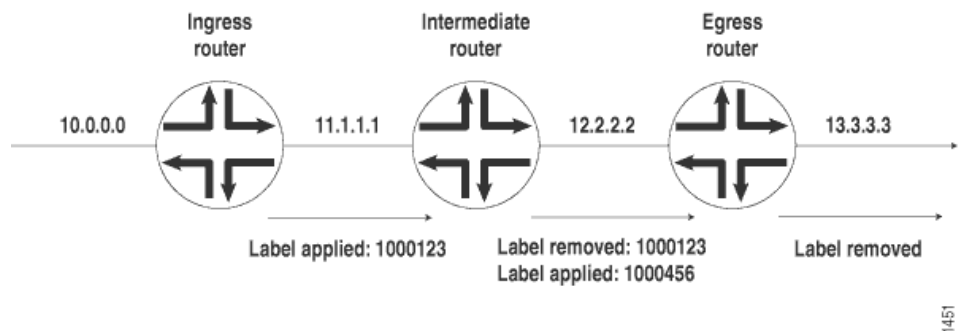 Ingress
router
Intermediate
router
Egress
router
10.0.0.0
11.1.1.1
12.2.2.2
13.3.3.3
Label applied: 1000123
Label removed: 1000123
Label applied: 1000456
Label removed
1451